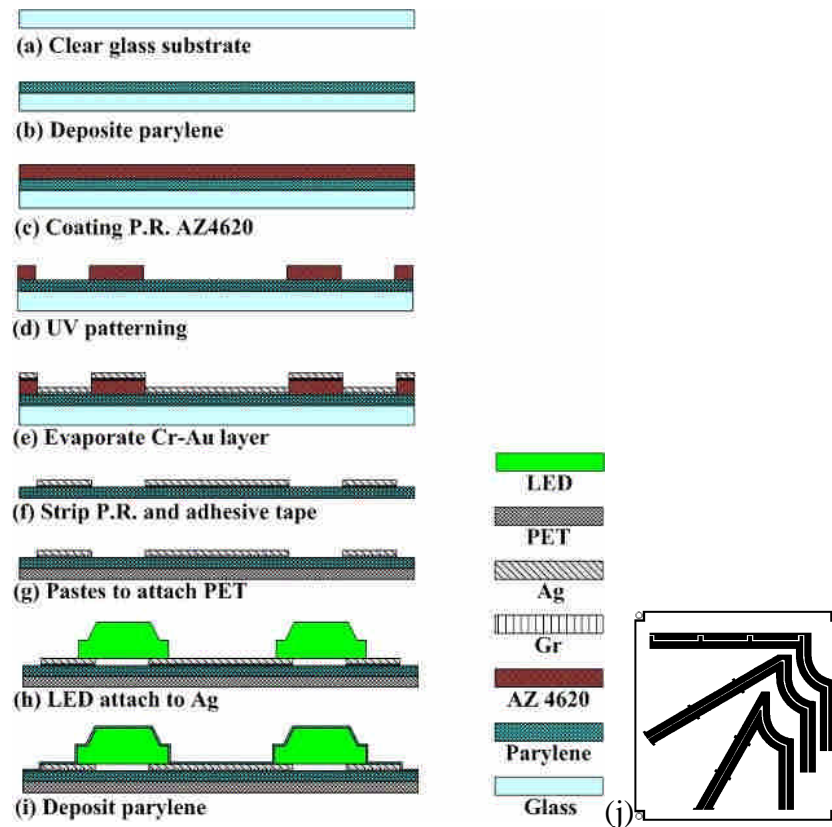 (a) Clear glass substrate
(b) Deposite parylene
(c) Coating P.R. AZ4620
(d) UV patterning
(e) Evaporate Cr-Au layer
(f) Strip P.R. and adhesive tape
(g) Pastes to attach PET
(h) LED attach to Ag
(i) Deposit parylene
LED
PET
Ag
Gr
AZ 4620
Parylene
Glass
(j)